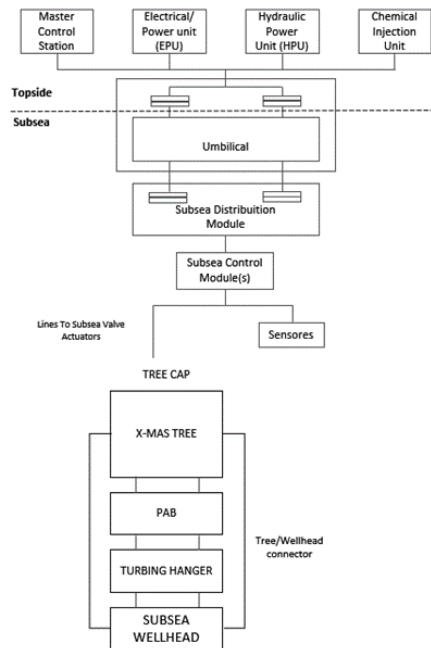 Master
Control
Station
Electrical/
Power unit
(EPU)
Hydraulic
Power
Unit (HPU)
Chemical
Injection
Unit
Topside
Subsea
Umbilical
Subsea Distribuition
Module
Subsea Control
Module(s)
Lines To Subsea Valve
Actuators
Sensores
TREE CAP
X-MAS TREE
PAB
Tree/Wellhead
connector
TURBING HANGER
SUBSEA
WELLHEAD